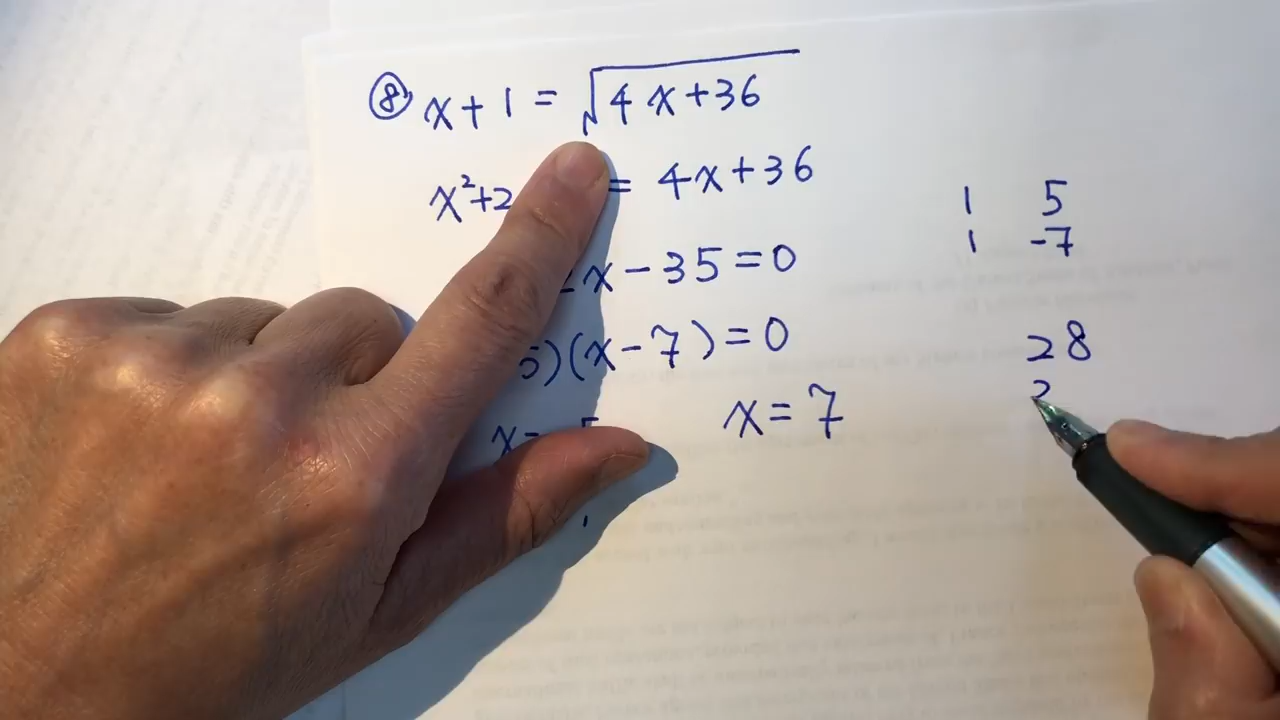 ⑧ x + 1 = √4x+36
x²+2 = 4x+36
2x - 35 = 0
5)(x-7) = 0
x = 7
1 5
1 -7
28